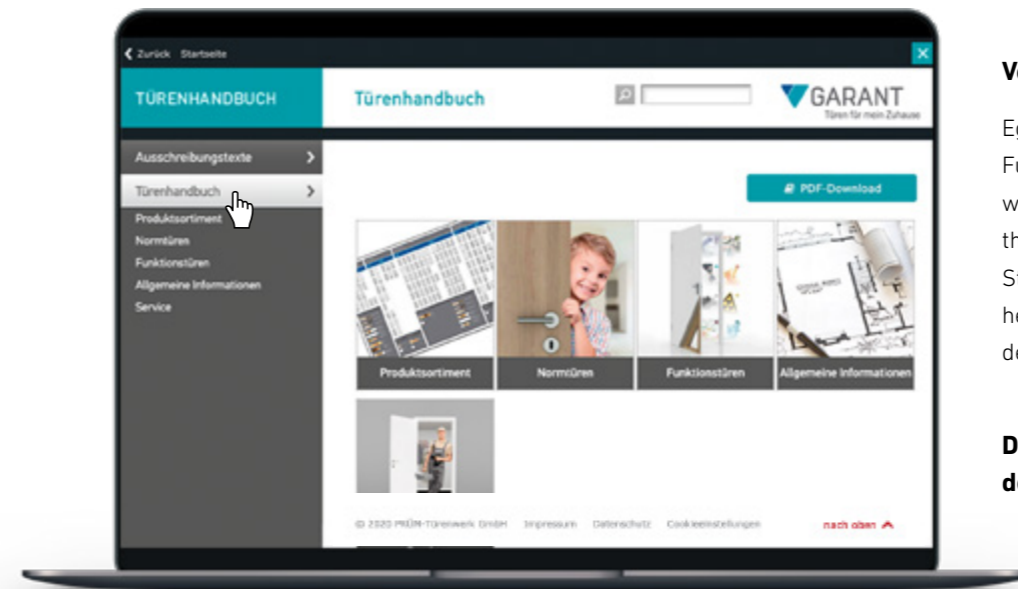 Zurück Startseite
TÜRENHANDBUCH
Türenhandbuch
GARANT
Türen für mein Zuhause
Ausschreibungstexte
Türenhandbuch
Produktsortiment
Normtüren
Funktionstüren
Allgemeine Informationen
Service
PDF-Download
Produktsortiment
Normtüren
Funktionstüren
Allgemeine Informationen
© 2020 PRÜM-Türenwerk GmbH Impressum Datenschutz Cookieeinstellungen
nach oben